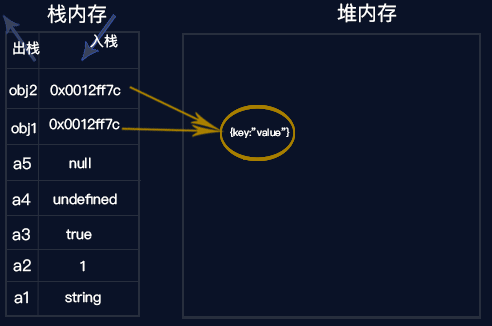 栈内存 堆内存
出栈 入栈
obj2 0x0012ff7c
obj1 0x0012ff7c
{key:"value"}
a5 null
a4 undefined
a3 true
a2 1
a1 string